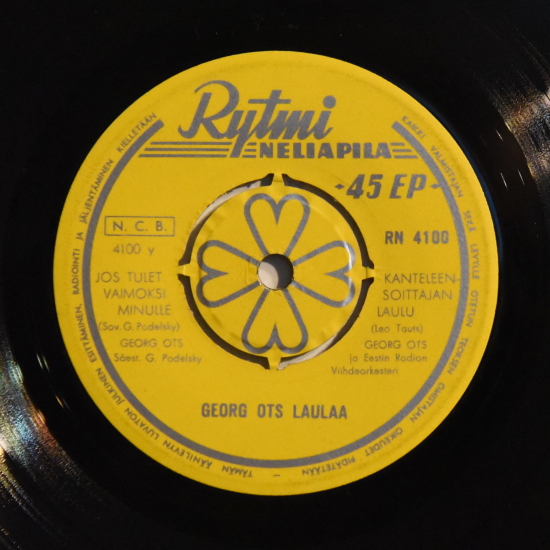 Rytmi
NELIAPILA
-45 EP-
N. C. B.
4100 y
RN 4100
JOS TULET
VAIMOKSI
MINULLE
(Sov. G. Podelsky)
GEORG OTS
Säest. G. Podelsky
KANTELEEN-
SOITTAJAN
LAULU
(Leo Tauts)
GEORG OTS
ja Eestin Radion
Viihdeorkesteri
GEORG OTS LAULAA
KAIKKI VALMISTAJAN SEKÄ LEVYLLE OTETUN TEOKSEN OMISTAJAN OIKEUDET PIDÄTETÄÄN - TÄMÄN ÄÄNILEVYN LUVATON JULKINEN ESITTÄMINEN, RADIOINTI JA JÄLJENTÄMINEN KIELLETÄÄN